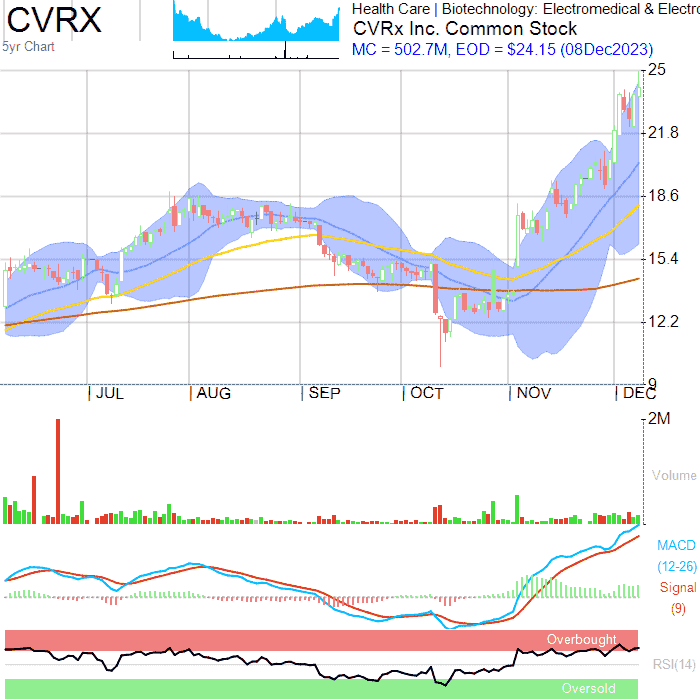 CVRX
5yr Chart
Health Care | Biotechnology: Electromedical & Electro
CVRx Inc. Common Stock
MC = 502.7M, EOD = $24.15 (08Dec2023)
25
21.8
18.6
15.4
12.2
9
JUL AUG SEP OCT NOV DEC
2M
Volume
MACD
(12-26)
Signal
(9)
Overbought
RSI(14)
Oversold